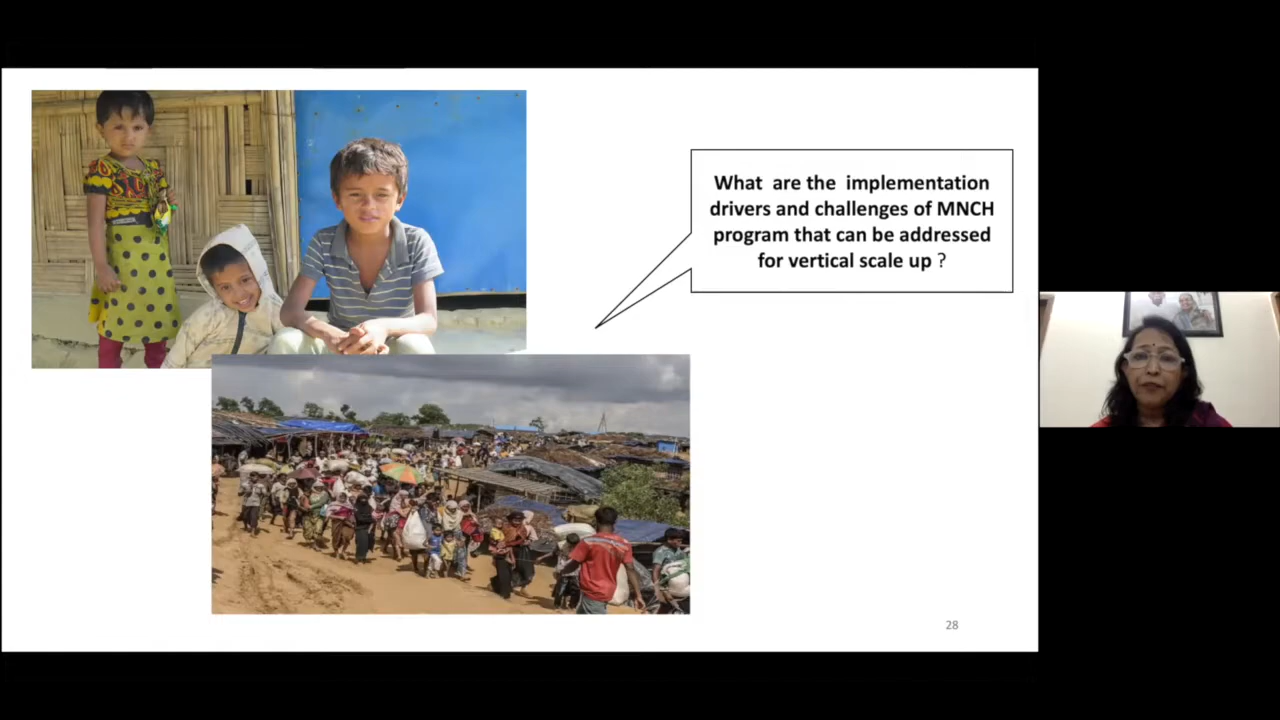 What are the implementation
drivers and challenges of MNCH
program that can be addressed
for vertical scale up ?
28